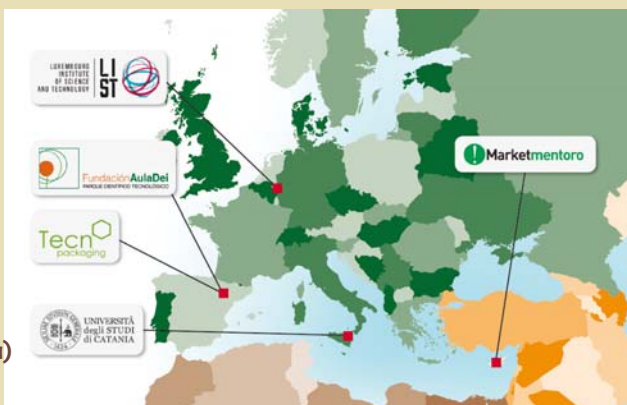 LUXEMBOURG
INSTITUTE
OF SCIENCE
AND TECHNOLOGY
LI
ST
FundaciónAulaDei
PARQUE CIENTÍFICO TECNOLÓGICO
Tecn
packaging
UNIVERSITÀ
degli STUDI
di CATANIA
Marketmentoro